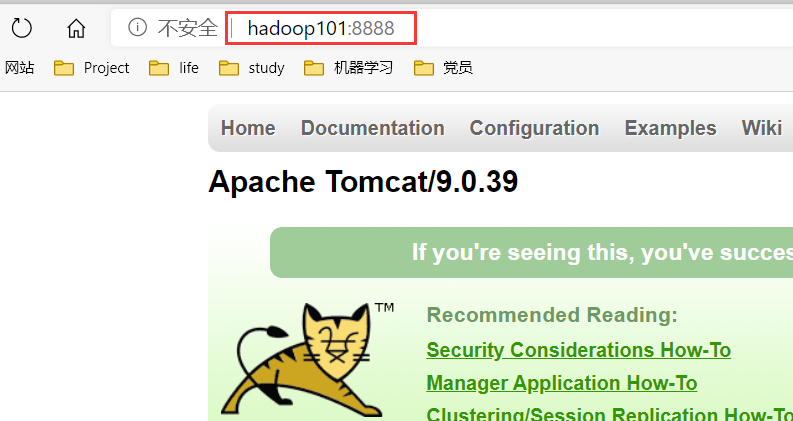 不安全 hadoop101:8888
网站 Project life study 机器学习 党员
Home Documentation Configuration Examples Wiki
Apache Tomcat/9.0.39
If you're seeing this, you've succes
TM
Recommended Reading:
Security Considerations How-To
Manager Application How-To
Clustering/Session Replication How-To